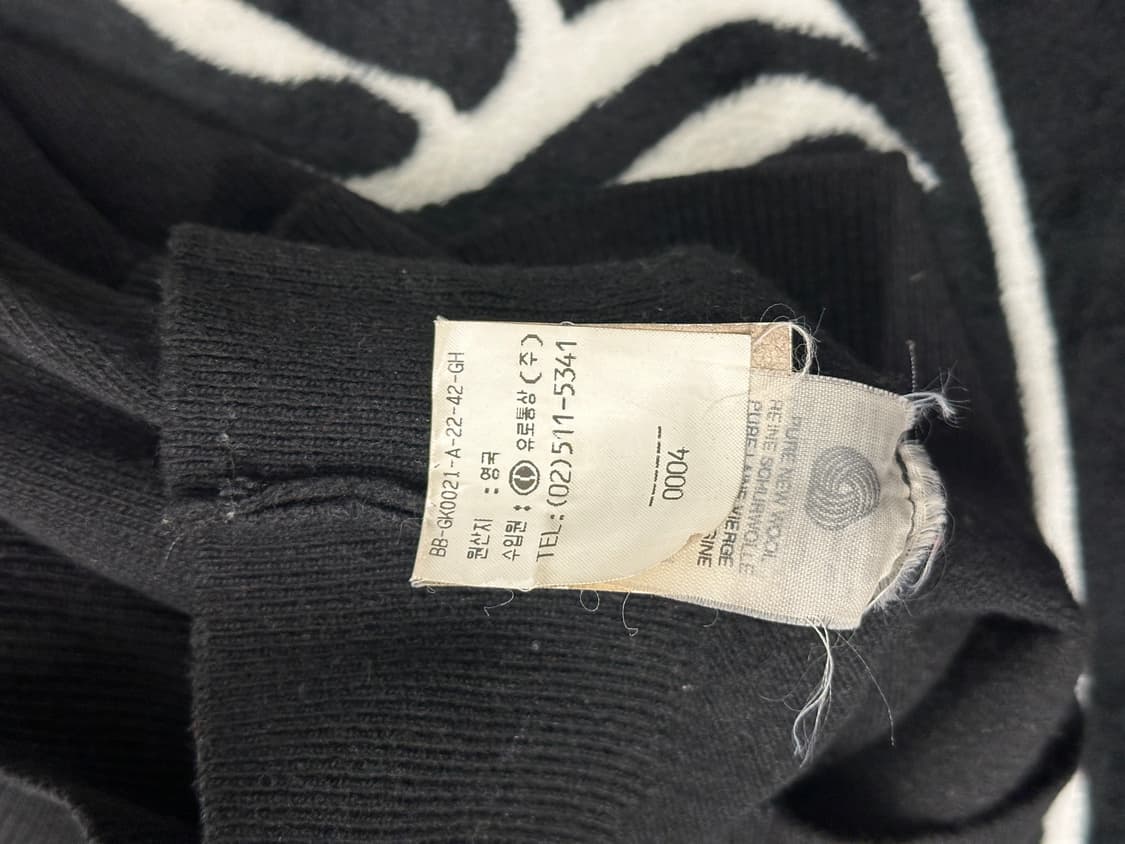 BB-GK0021-A-22-42-GH
원산지 : 영국
수입원 : 유로통상(주)
TEL:(02)511-5341
-----
0004
PURE NEW WOOL
REINE SCHURWOLLE
PURE LAINE VIERGE